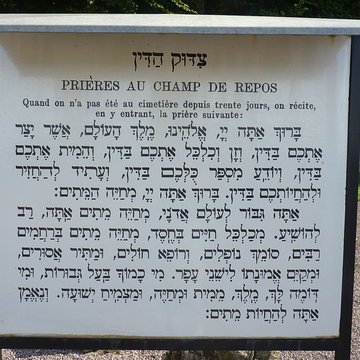 צִדּוּק הַדִּין
PRIÈRES AU CHAMP DE REPOS
Quand on n'a pas été au cimetière depuis trente jours, on récite,
en y entrant, la prière suivante:
בָּרוּךְ אַתָּה יְיָ, אֱלֹהֵינוּ, מֶלֶךְ הָעוֹלָם, אֲשֶׁר יָצַר
אֶתְכֶם בַּדִּין, וְזָן וְכִלְכֵּל אֶתְכֶם בַּדִּין, וְהֵמִית אֶתְכֶם
בַּדִּין, וְיוֹדֵעַ מִסְפַּר כֻּלְּכֶם בַּדִּין, וְעָתִיד לְהַחֲזִיר
וּלְהַחֲיוֹתְכֶם בַּדִּין. בָּרוּךְ אַתָּה יְיָ, מְחַיֵּה הַמֵּתִים:
אַתָּה גִּבּוֹר לְעוֹלָם אֲדֹנָי, מְחַיֵּה מֵתִים אַתָּה, רַב
לְהוֹשִׁיעַ. מְכַלְכֵּל חַיִּים בְּחֶסֶד, מְחַיֵּה מֵתִים בְּרַחֲמִים
רַבִּים, סוֹמֵךְ נוֹפְלִים, וְרוֹפֵא חוֹלִים, וּמַתִּיר אֲסוּרִים,
וּמְקַיֵּם אֱמוּנָתוֹ לִישֵׁנֵי עָפָר. מִי כָמוֹךָ בַּעַל גְּבוּרוֹת, וּמִי
דּוֹמֶה לָּךְ, מֶלֶךְ, מֵמִית וּמְחַיֶּה, וּמַצְמִיחַ יְשׁוּעָה. וְנֶאֱמָן
אַתָּה לְהַחֲיוֹת מֵתִים: